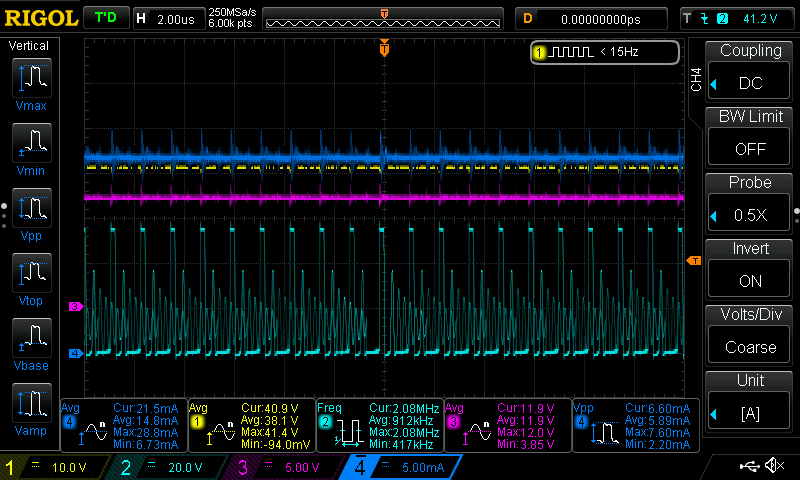 RIGOL T'D H 2.00us 250MSa/s D 0.00000000ps T 2 41.2 V
6.00k pts
Vertical
T
1 < 15Hz
Coupling
DC
CH4
Vmax
BW Limit
OFF
Vmin
Probe
0.5X
Vpp
Invert
ON
T
Vtop
3
Volts/Div
Coarse
4
Vbase
Unit
[A]
Vamp
Avg Cur:21.5mA Avg Cur:40.9 V Freq Cur:2.08MHz Avg Cur:11.9 V Vpp Cur:6.60mA
4 Avg:14.8mA 1 Avg:38.1 V 2 Avg:912kHz 3 Avg:11.9 V 4 Avg:5.89mA
Max:28.8mA Max:41.4 V Max:2.08MHz Max:12.0 V Max:7.60mA
n Min:6.73mA n Min:-94.0mV Min:417kHz n Min:3.85 V Min:2.20mA
1 10.0 V 2 20.0 V 3 5.00 V 4 5.00mA